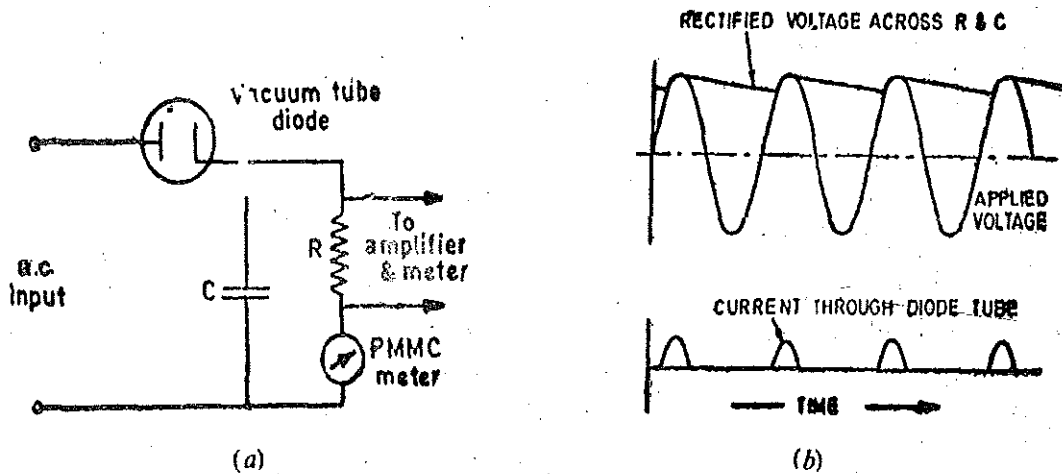 Vacuum tube
diode
a.c.
input
C
R
To
amplifier
& meter
PMMC
meter
(a)
RECTIFIED VOLTAGE ACROSS R & C
APPLIED
VOLTAGE
CURRENT THROUGH DIODE TUBE
TIME
(b)